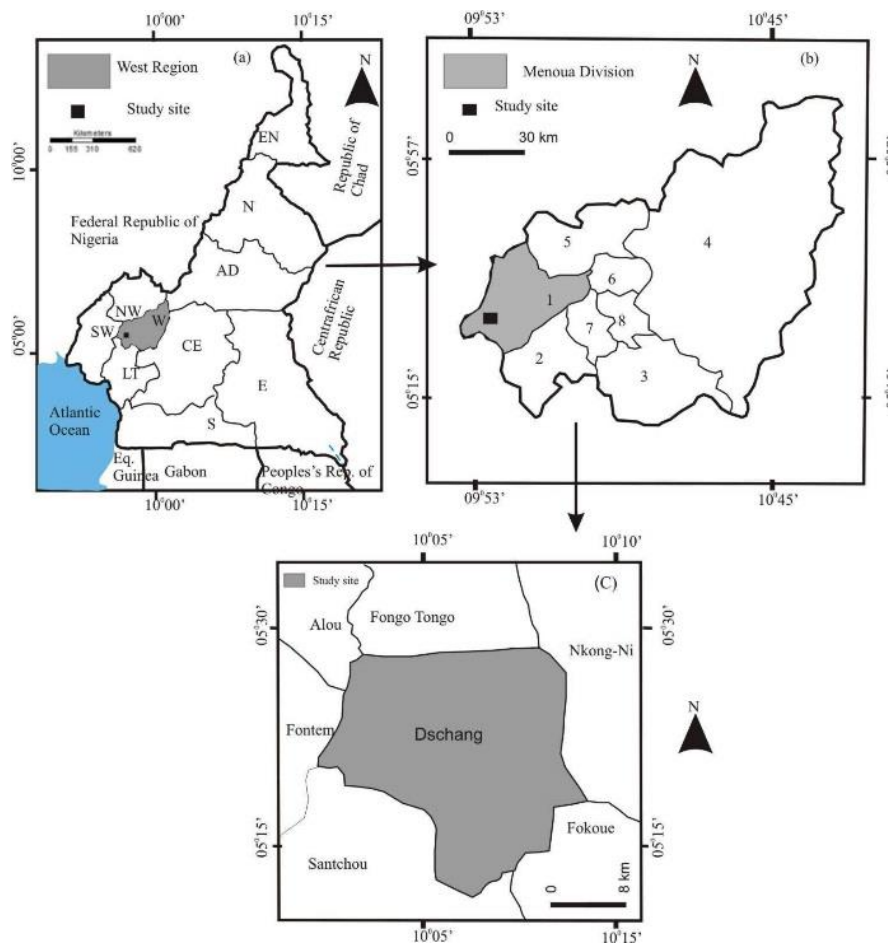 10°00’
10°15’
(a)
West Region
N
Study site
Kilometers
0 155 310 620
EN
10°00’
Republic of
Chad
N
Federal Republic of
Nigeria
AD
NW
W
SW
CE
Centrafrican
Republic
05°00’
LT
E
Atlantic
Ocean
S
Eq.
Guinea
Gabon
Peoples’s Rep. of
Congo
10°00’
10°15’
09°53’
10°45’
(b)
Menoua Division
N
Study site
0 30 km
05°57’
5
4
6
1
8
7
2
3
05°15’
09°53’
10°45’
10°05’
10°10’
(C)
Study site
Alou
Fongo Tongo
05°30’
05°30’
Nkong-Ni
N
Fontem
Dschang
05°15’
05°15’
Fokoue
Santchou
0 8 km
10°05’
10°15’